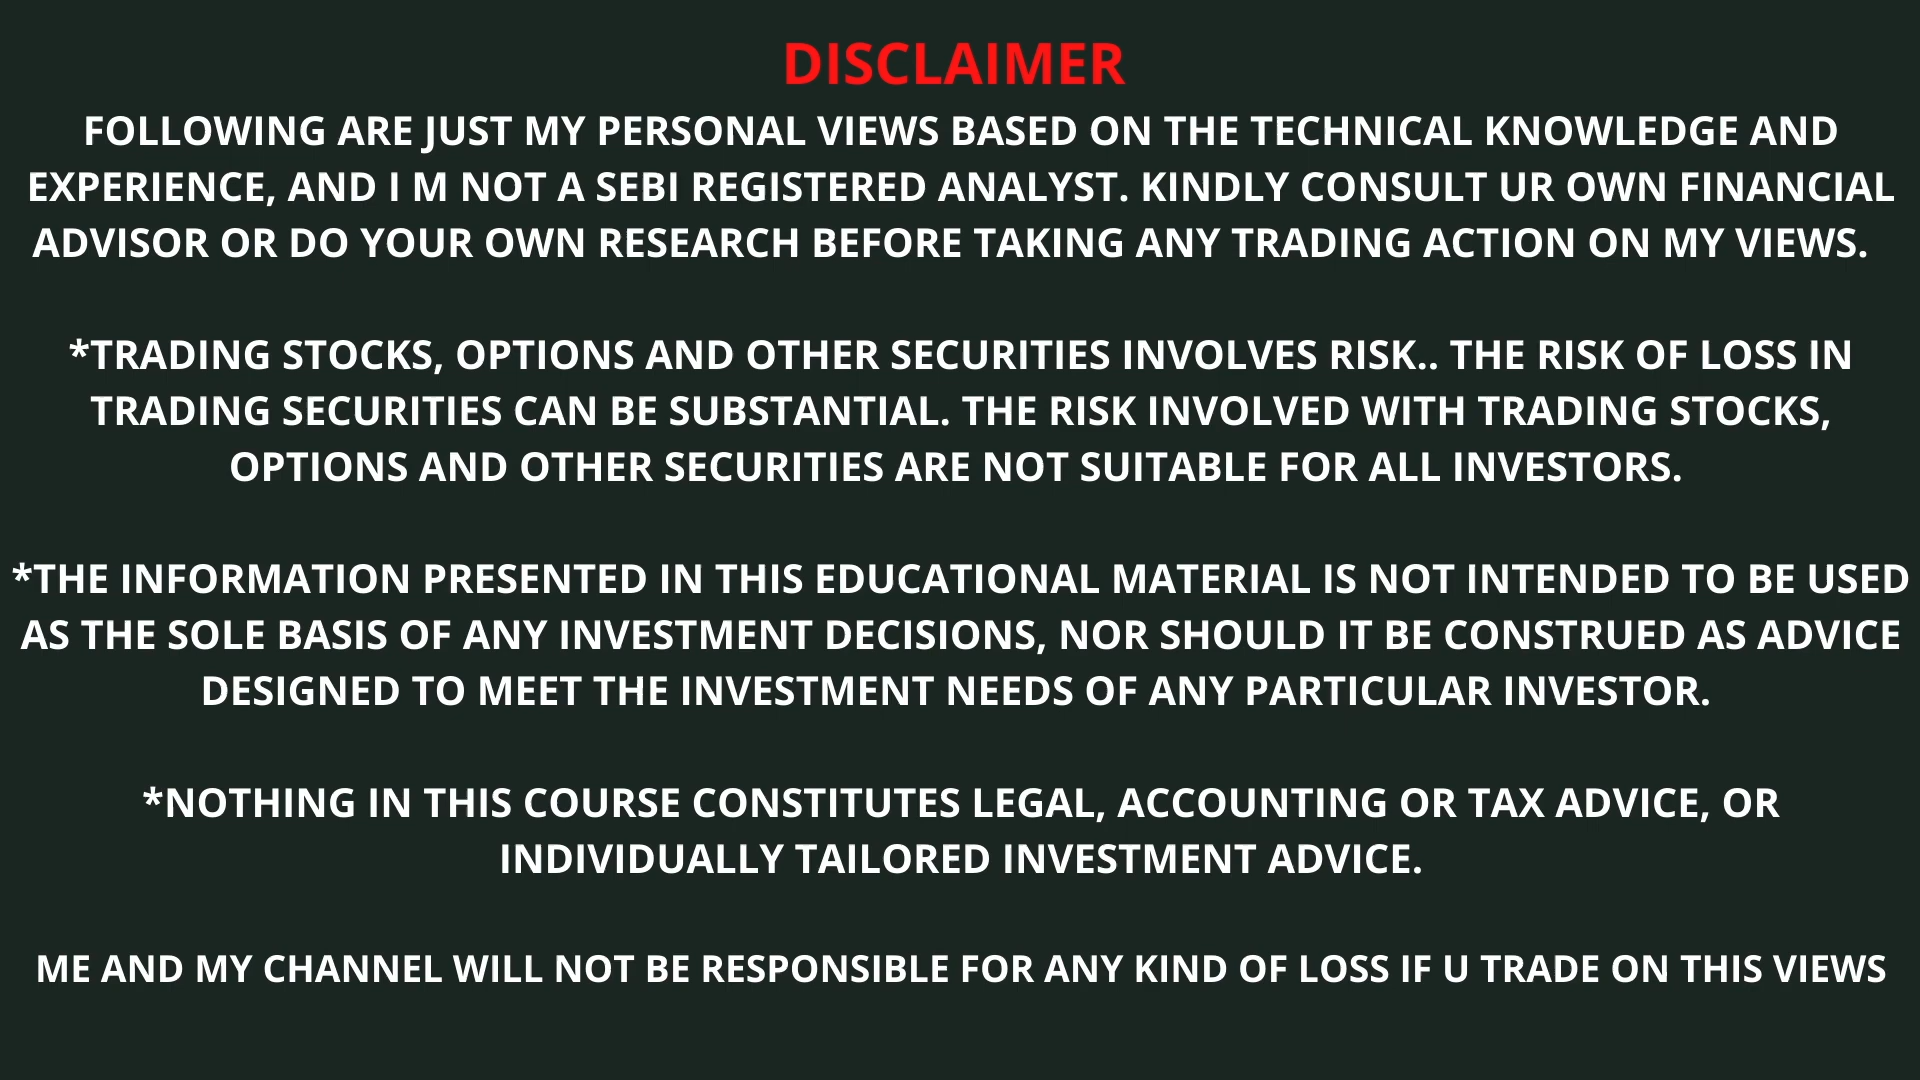 DISCLAIMER
FOLLOWING ARE JUST MY PERSONAL VIEWS BASED ON THE TECHNICAL KNOWLEDGE AND
EXPERIENCE, AND I M NOT A SEBI REGISTERED ANALYST. KINDLY CONSULT UR OWN FINANCIAL
ADVISOR OR DO YOUR OWN RESEARCH BEFORE TAKING ANY TRADING ACTION ON MY VIEWS.
*TRADING STOCKS, OPTIONS AND OTHER SECURITIES INVOLVES RISK.. THE RISK OF LOSS IN
TRADING SECURITIES CAN BE SUBSTANTIAL. THE RISK INVOLVED WITH TRADING STOCKS,
OPTIONS AND OTHER SECURITIES ARE NOT SUITABLE FOR ALL INVESTORS.
*THE INFORMATION PRESENTED IN THIS EDUCATIONAL MATERIAL IS NOT INTENDED TO BE USED
AS THE SOLE BASIS OF ANY INVESTMENT DECISIONS, NOR SHOULD IT BE CONSTRUED AS ADVICE
DESIGNED TO MEET THE INVESTMENT NEEDS OF ANY PARTICULAR INVESTOR.
*NOTHING IN THIS COURSE CONSTITUTES LEGAL, ACCOUNTING OR TAX ADVICE, OR
INDIVIDUALLY TAILORED INVESTMENT ADVICE.
ME AND MY CHANNEL WILL NOT BE RESPONSIBLE FOR ANY KIND OF LOSS IF U TRADE ON THIS VIEWS